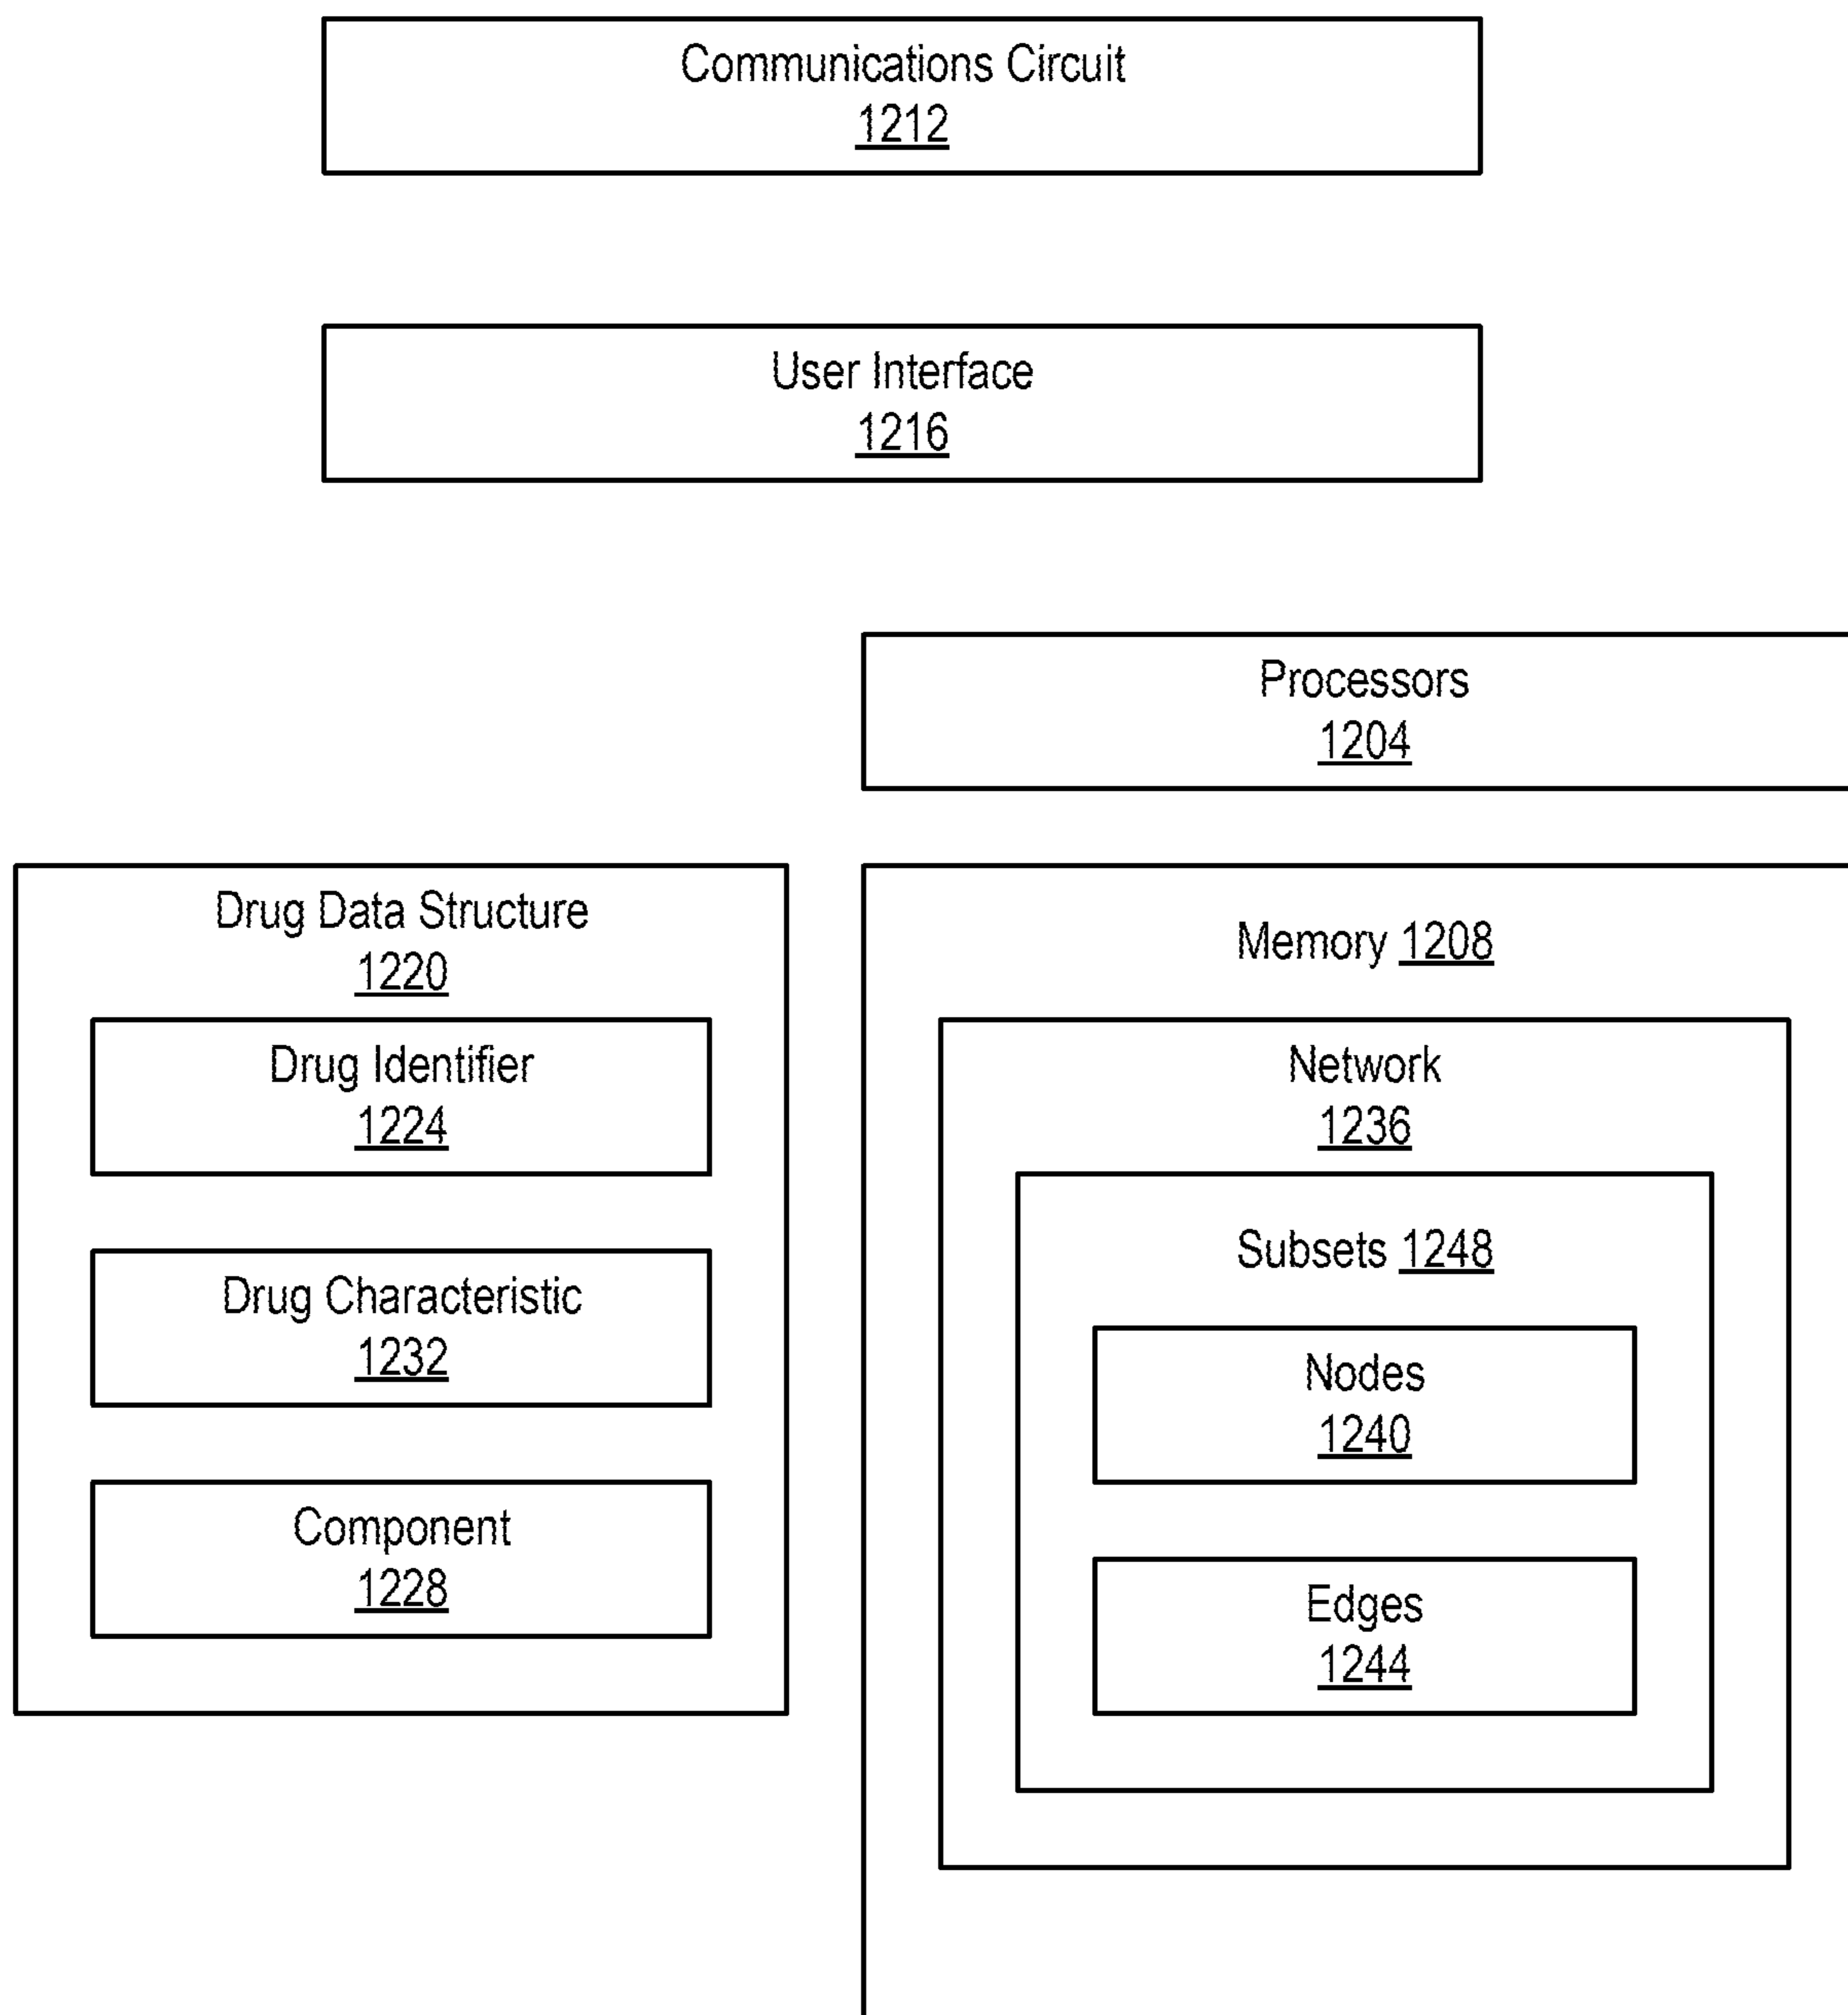 Communications Circuit
1212
User Interface
1216
Processors
1204
Drug Data Structure
1220
Drug Identifier
1224
Drug Characteristic
1232
Component
1228
Memory 1208
Network
1236
Subsets 1248
Nodes
1240
Edges
1244